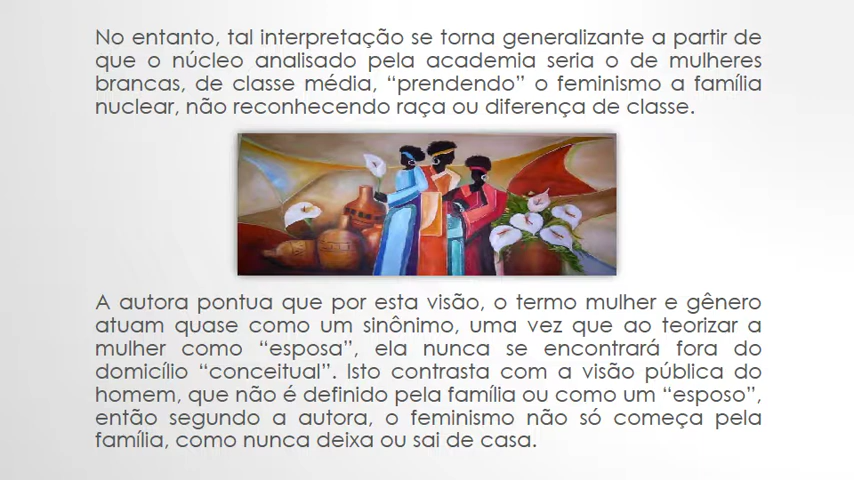 No entanto, tal interpretação se torna generalizante a partir de
que o núcleo analisado pela academia seria o de mulheres
brancas, de classe média, “prendendo” o feminismo a família
nuclear, não reconhecendo raça ou diferença de classe.
A autora pontua que por esta visão, o termo mulher e gênero
atuam quase como um sinônimo, uma vez que ao teorizar a
mulher como “esposa”, ela nunca se encontrará fora do
domicílio “conceitual”. Isto contrasta com a visão pública do
homem, que não é definido pela família ou como um “esposo”,
então segundo a autora, o feminismo não só começa pela
família, como nunca deixa ou sai de casa.